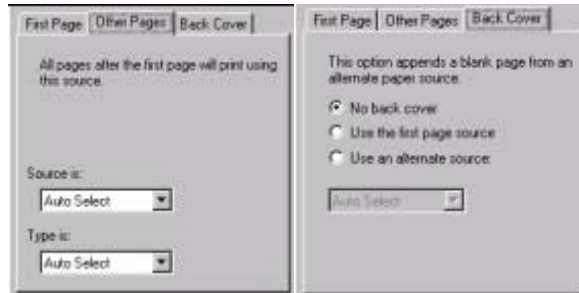 First Page Other Pages Back Cover
All pages after the first page will print using
this source.
Source is:
Auto Select
Type is:
Auto Select
First Page Other Pages Back Cover
This option appends a blank page from an
alternate paper source.
No back cover
Use the first page source
Use an alternate source:
Auto Select